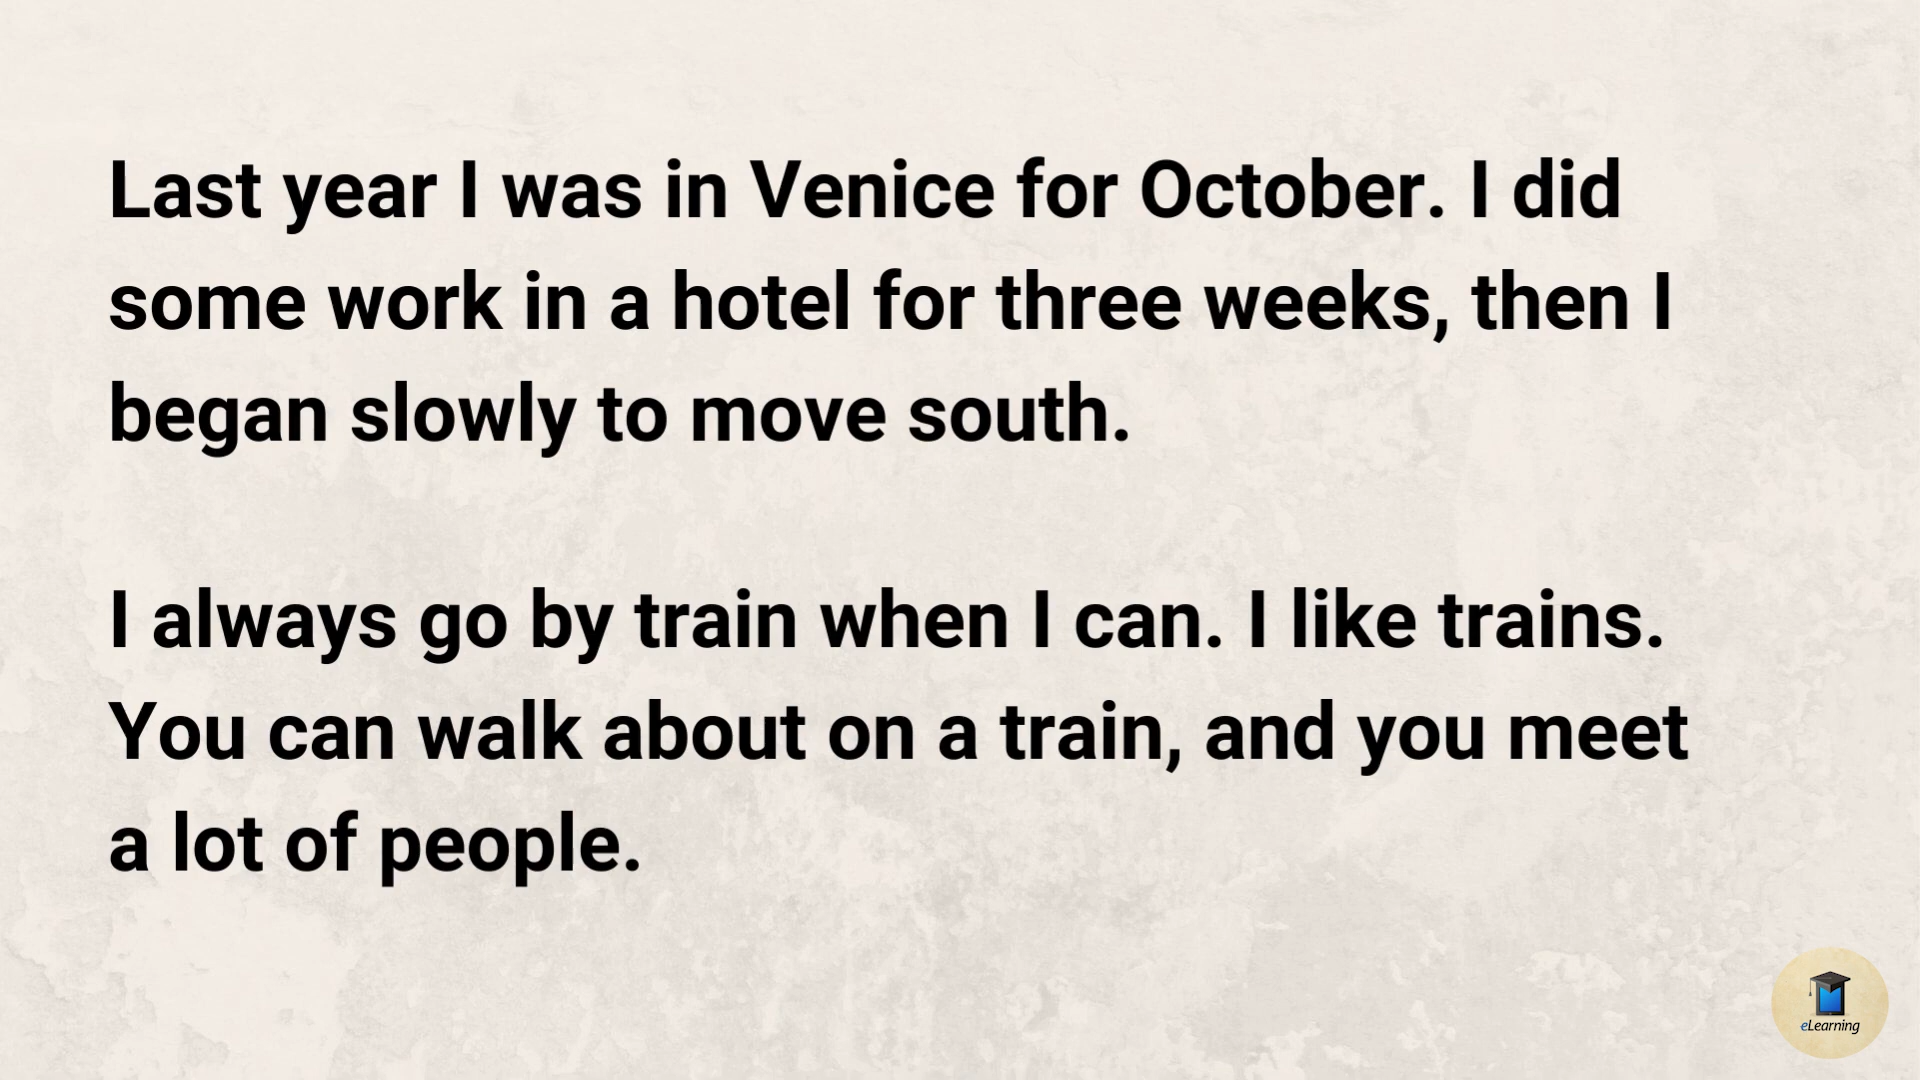 Last year I was in Venice for October. I did
some work in a hotel for three weeks, then I
began slowly to move south.
I always go by train when I can. I like trains.
You can walk about on a train, and you meet
a lot of people.
eLearning